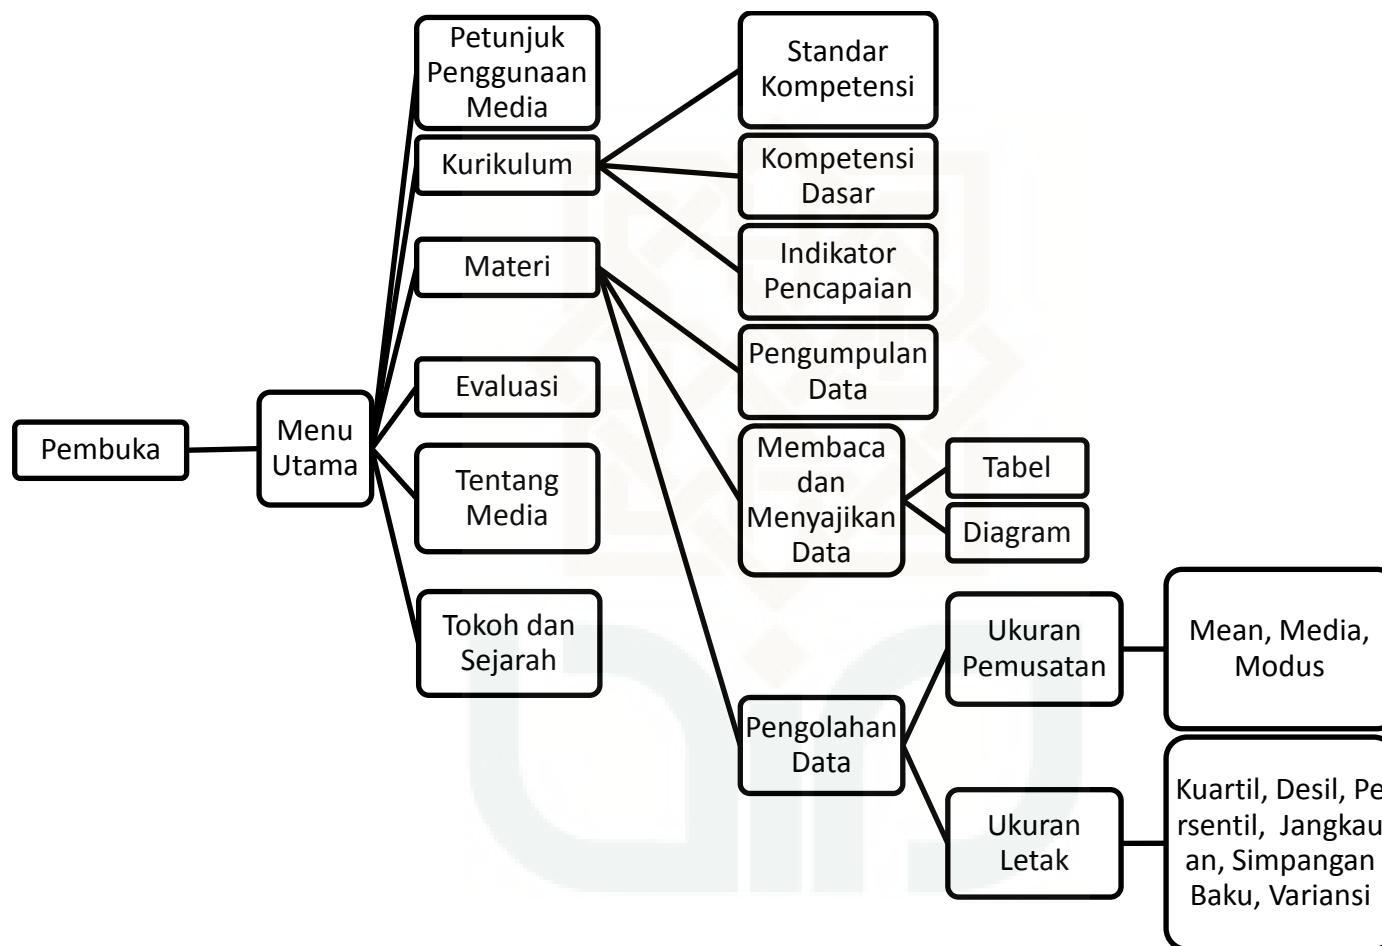 Pembuka
Menu
Utama
Petunjuk
Penggunaan
Media
Kurikulum
Materi
Evaluasi
Tentang
Media
Tokoh dan
Sejarah
Standar
Kompetensi
Kompetensi
Dasar
Indikator
Pencapaian
Pengumpulan
Data
Membaca
dan
Menyajikan
Data
Pengolahan
Data
Tabel
Diagram
Ukuran
Pemusatan
Ukuran
Letak
Mean, Media,
Modus
Kuartil, Desil, Pe
rsentil, Jangkau
an, Simpangan
Baku, Variansi